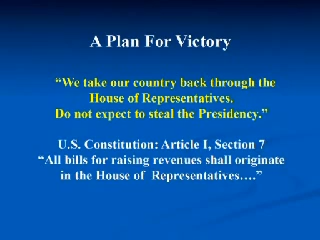 A Plan For Victory
“We take our country back through the
House of Representatives.
Do not expect to steal the Presidency.”
U.S. Constitution: Article I, Section 7
“All bills for raising revenues shall originate
in the House of Representatives….”